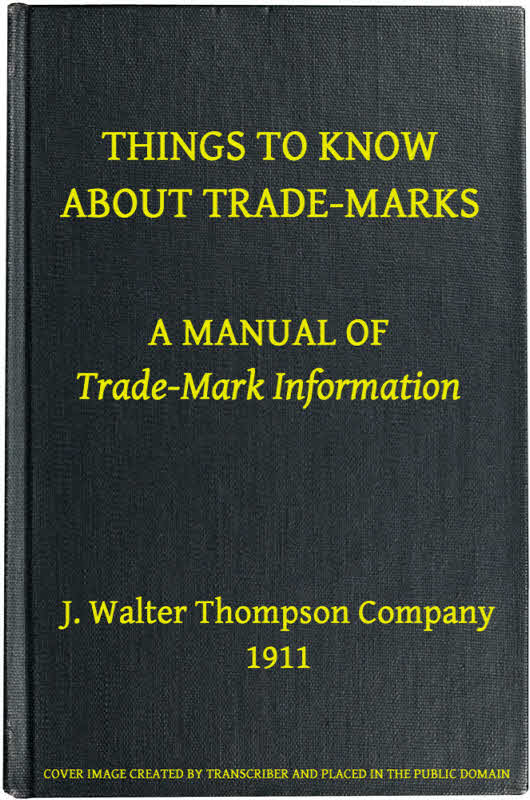 THINGS TO KNOW
ABOUT TRADE-MARKS
A MANUAL OF
Trade-Mark Information
J. Walter Thompson Company
1911
COVER IMAGE CREATED BY TRANSCRIBER AND PLACED IN THE PUBLIC DOMAIN